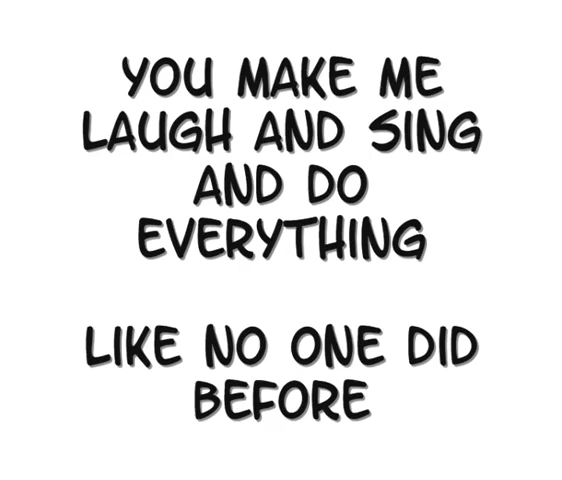 YOU MAKE ME
LAUGH AND SING
AND DO
EVERYTHING
LIKE NO ONE DID
BEFORE